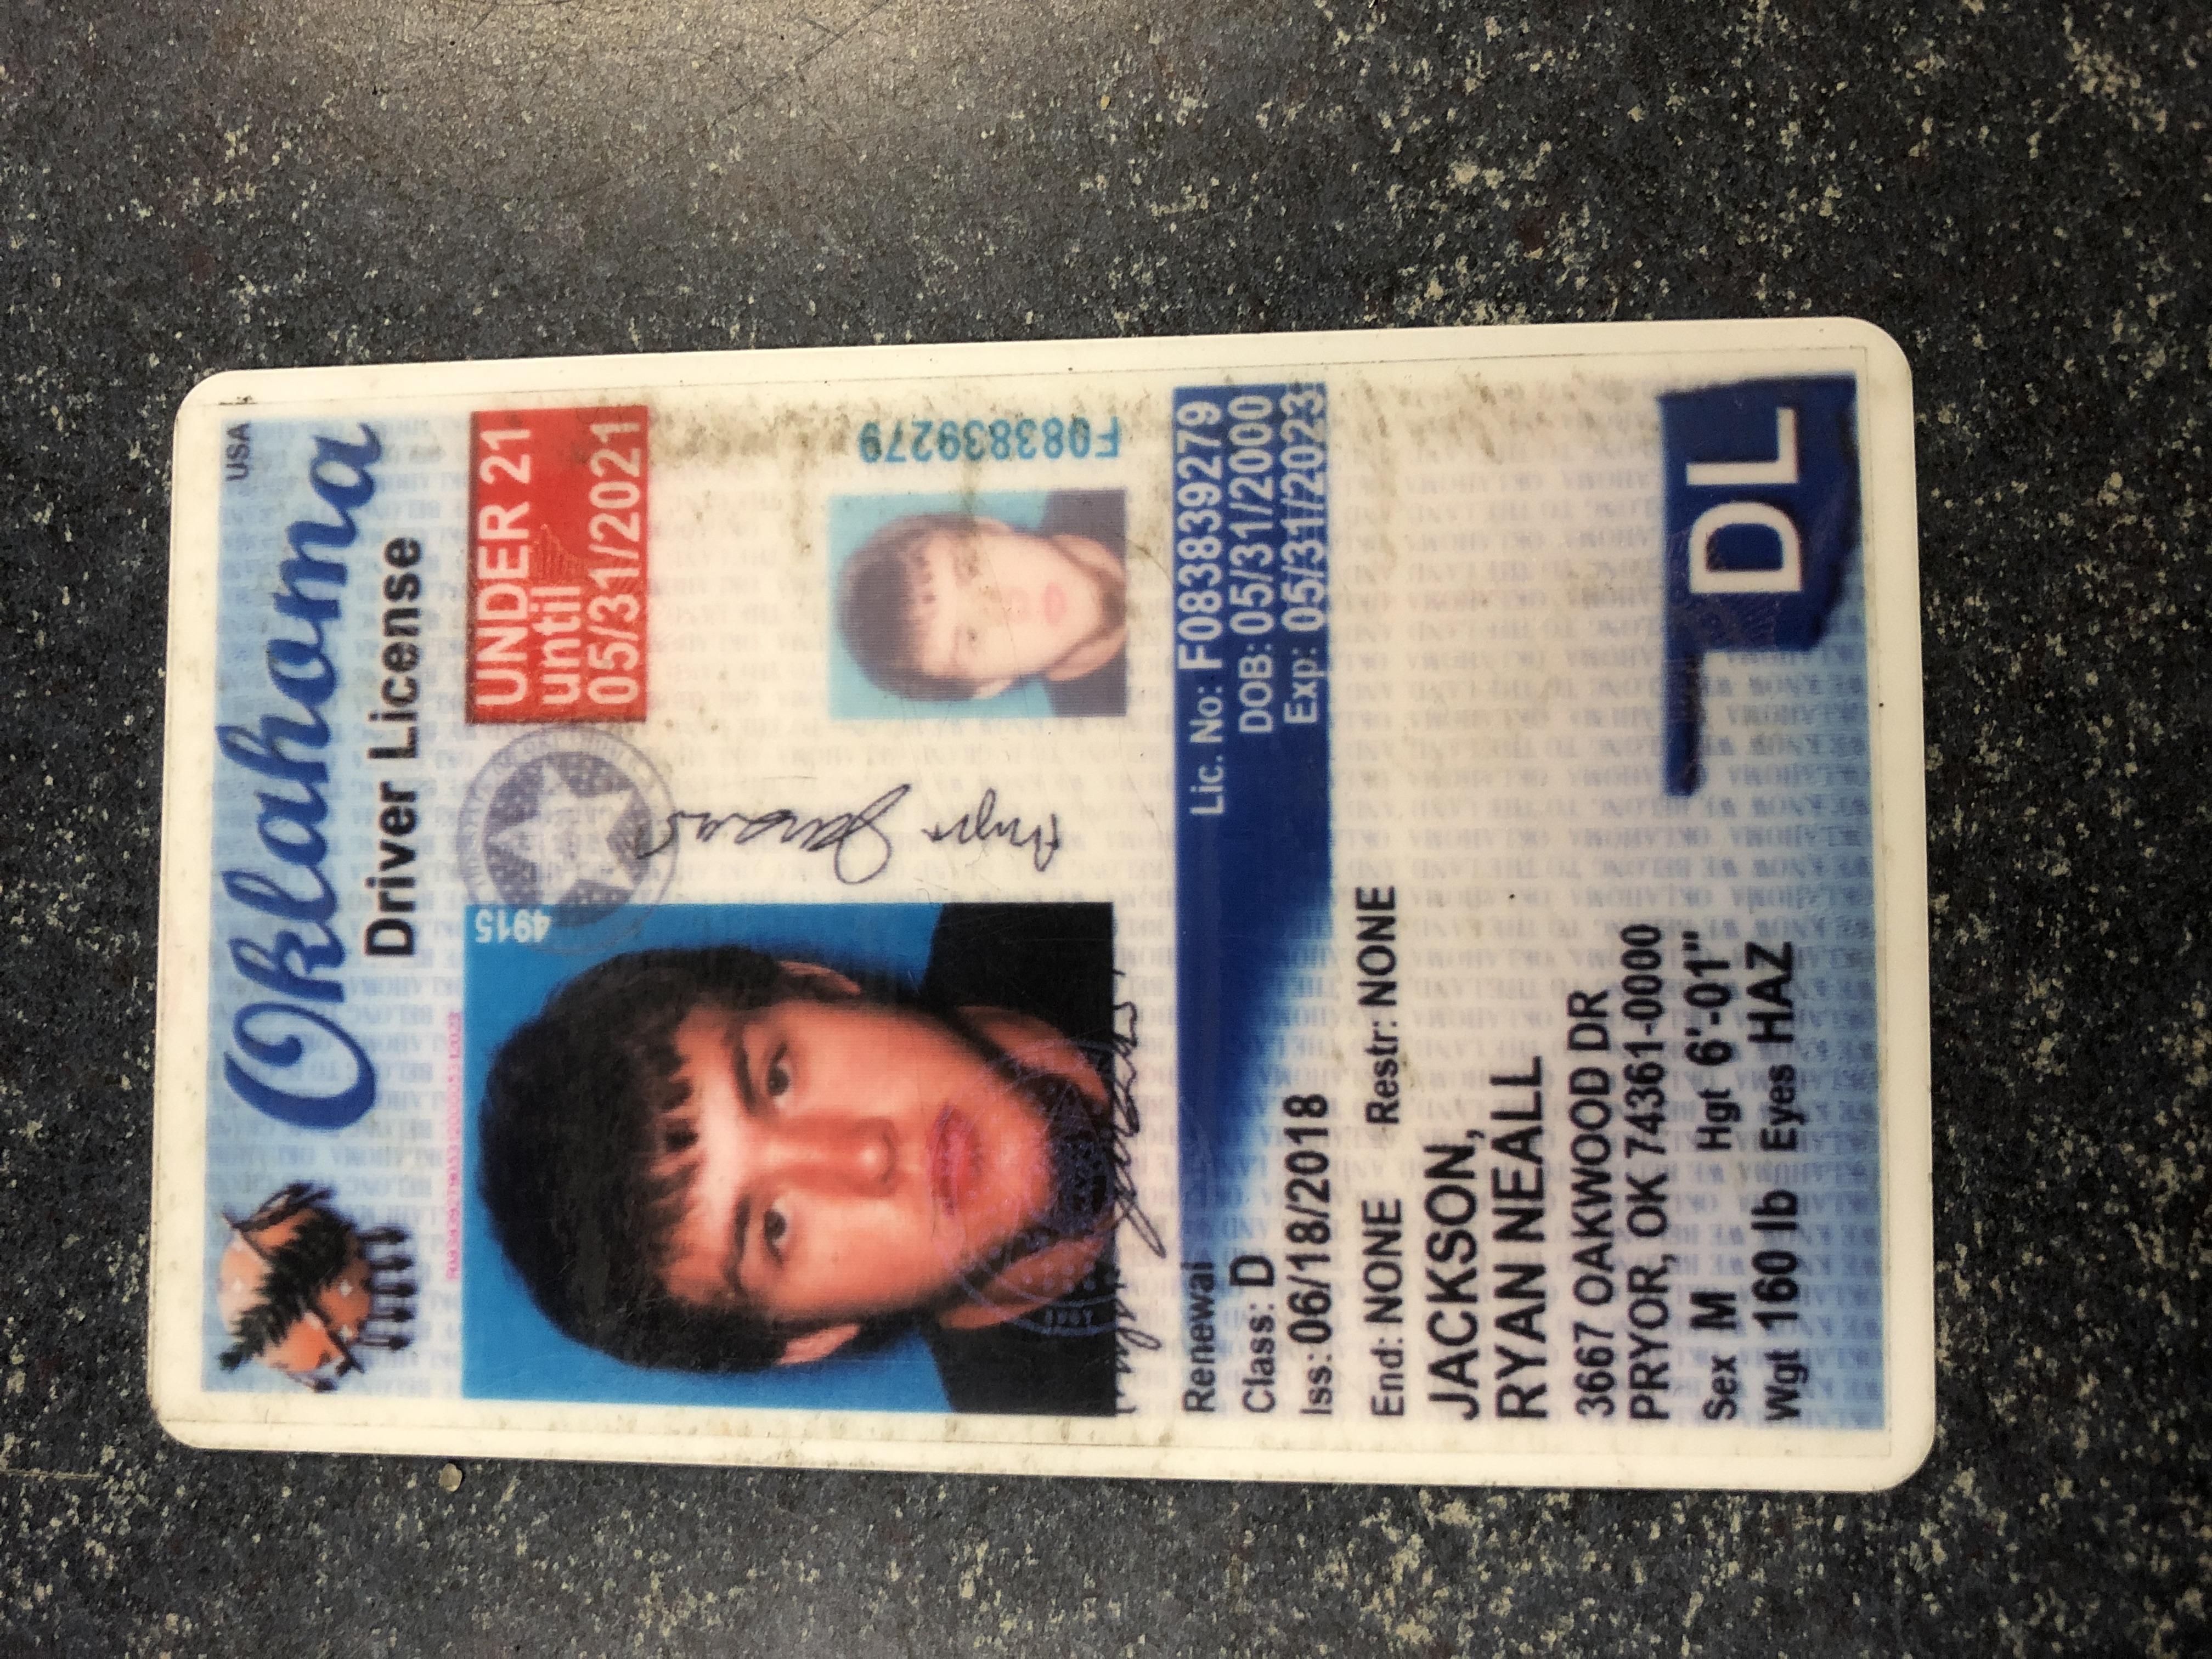 USA
Oklahoma
Driver License
4915
UNDER 21
until
05/31/2021
F083839279
Renewal
Lic. No: F083839279
Class: D
DOB: 05/31/2000
Iss: 06/18/2018
Exp: 05/31/2023
End: NONE Restr: NONE
JACKSON,
RYAN NEALL
3667 OAKWOOD DR
PRYOR, OK 74361-0000
Sex M Hgt 6'-01"
Wgt 160 lb Eyes HAZ
DL